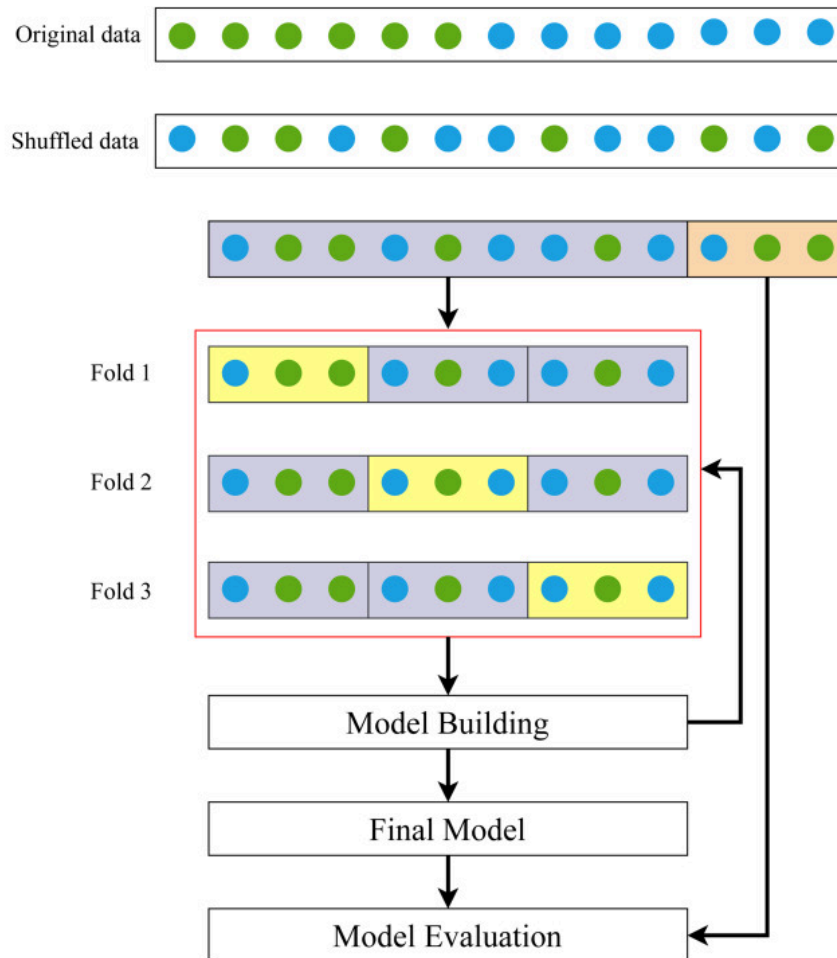 Original data
Shuffled data
Fold 1
Fold 2
Fold 3
Model Building
Final Model
Model Evaluation